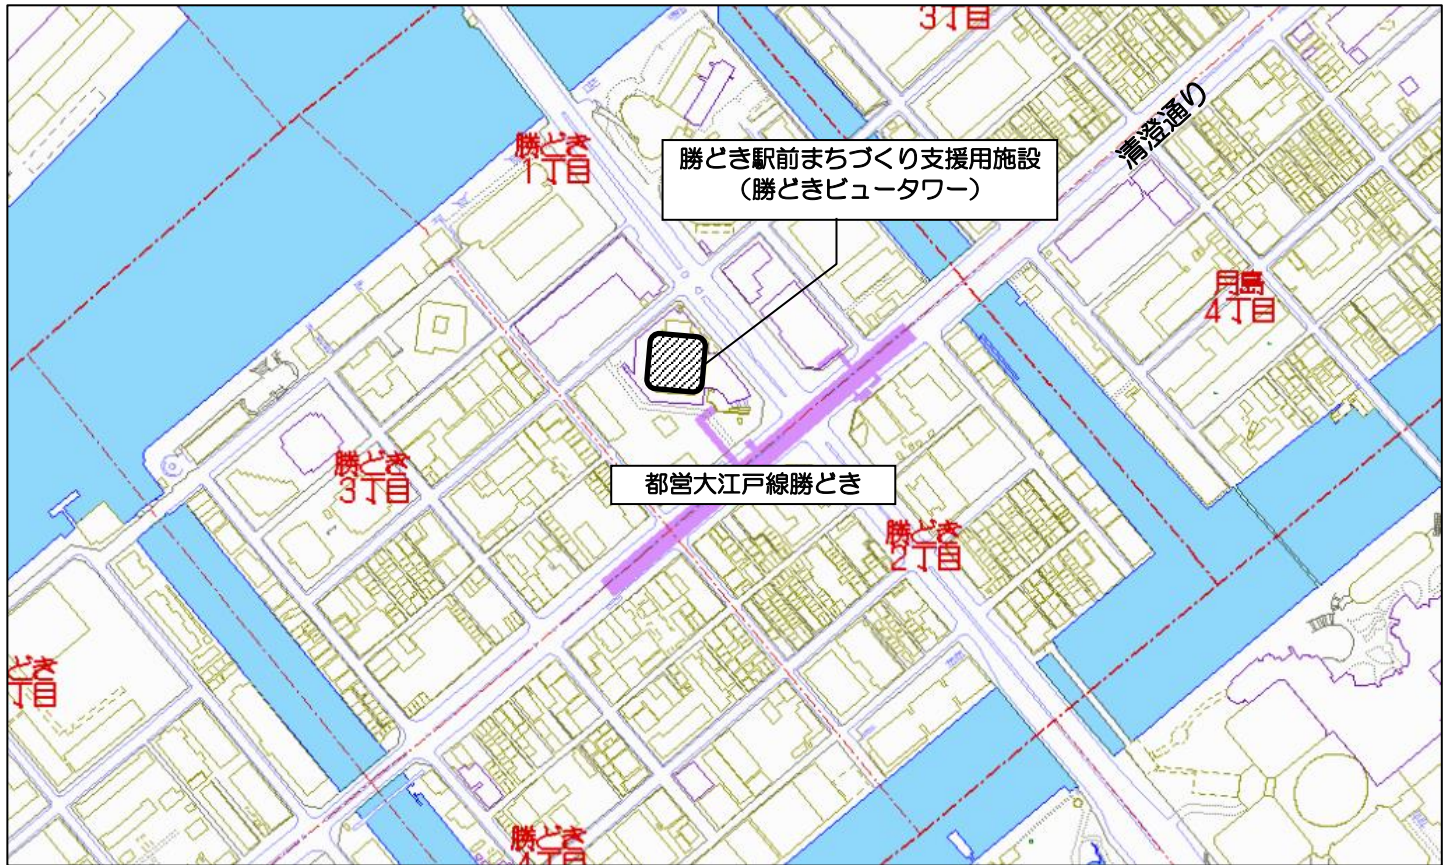 3丁目
清澄通り
勝どき
1丁目
勝どき駅前まちづくり支援用施設
（勝どきビュータワー）
月島
4丁目
勝どき
3丁目
都営大江戸線勝どき
勝どき
2丁目
どき
丁目
勝どき
4丁目